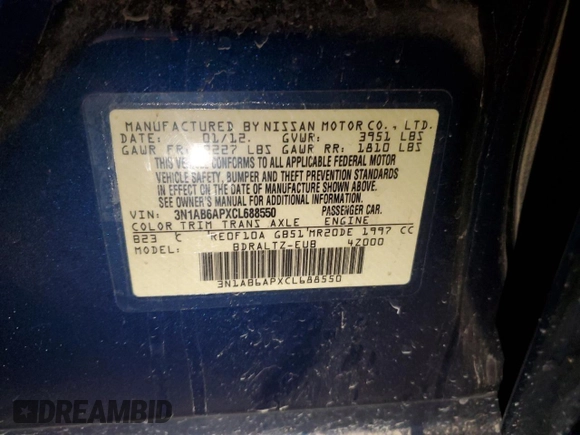 MANUFACTURED BY NISSAN MOTOR CO., LTD.
DATE: 01/12 GVWR: 3951 LBS
GAWR FR: 2227 LBS GAWR RR: 1810 LBS
THIS VEHICLE CONFORMS TO ALL APPLICABLE FEDERAL MOTOR
VEHICLE SAFETY, BUMPER AND THEFT PREVENTION STANDARDS
IN EFFECT ON THE DATE OF MANUFACTURE SHOWN ABOVE.
SEE OWNER'S MANUAL FOR ADDITIONAL INFORMATION.
VIN: 3N1AB6APXCL688550 PASSENGER CAR.
COLOR TRIM TRANS AXLE ENGINE
B23 C RE0F10A GB51 MR20DE 1997 CC
MODEL: BDRALTZ-EUB 4Z000
3N1AB6APXCL688550
DREAMBID